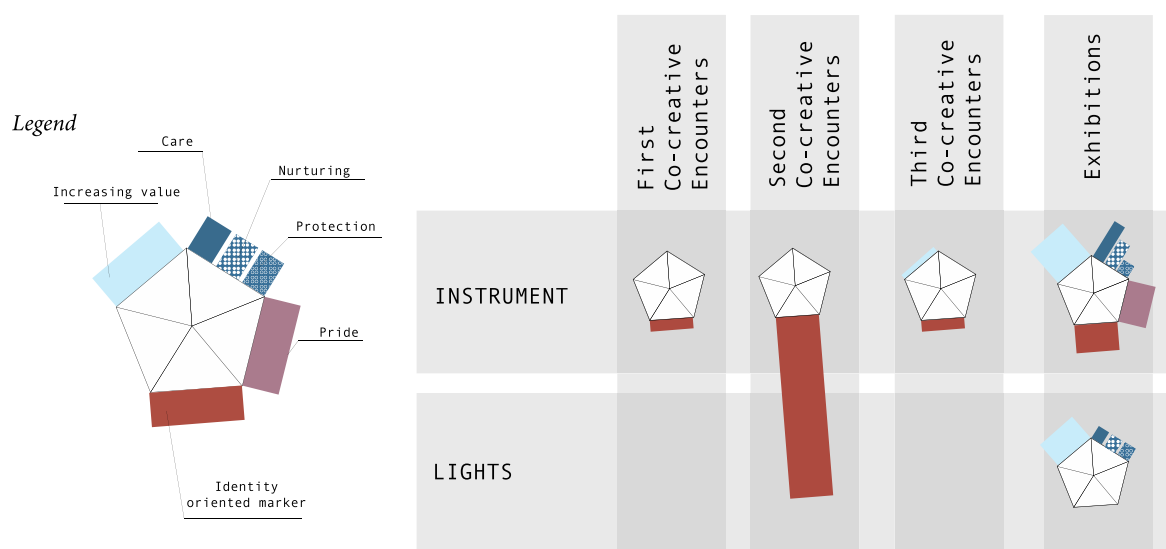 Legend
Care
Nurturing
Increasing value
Protection
Pride
Identity
oriented marker
First
Co-creative
Encounters
Second
Co-creative
Encounters
Third
Co-creative
Encounters
Exhibitions
INSTRUMENT
LIGHTS